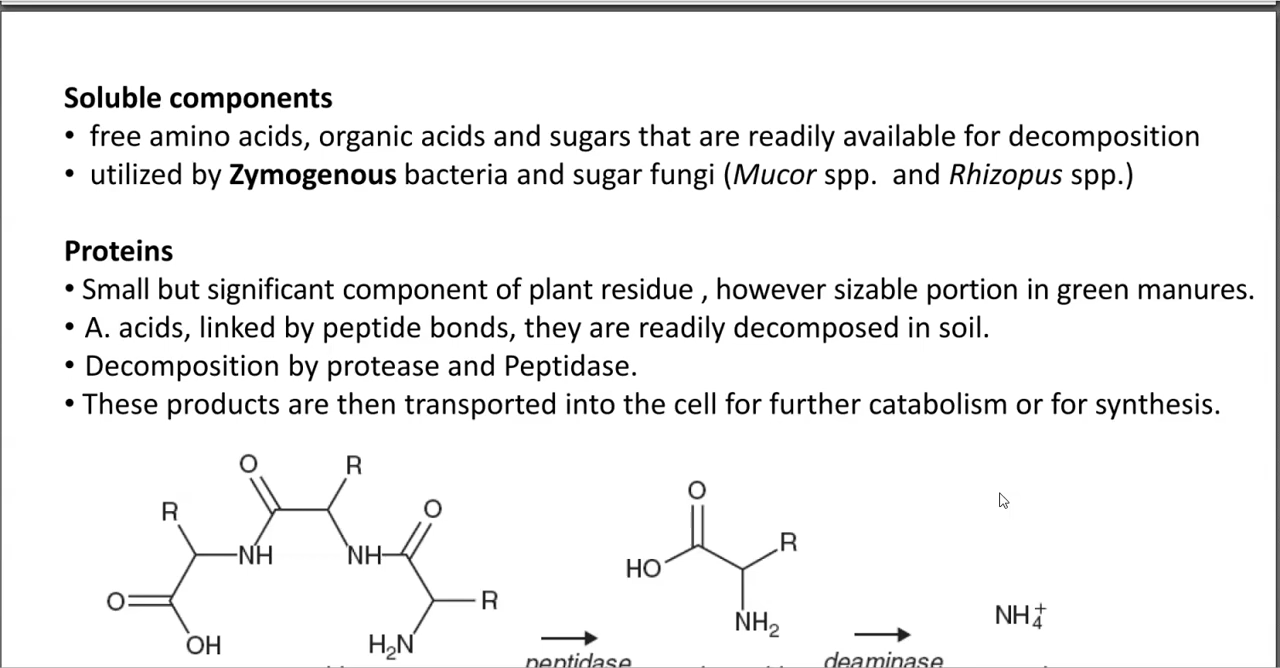 Soluble components
• free amino acids, organic acids and sugars that are readily available for decomposition
• utilized by Zymogenous bacteria and sugar fungi (Mucor spp.  and Rhizopus spp.)
Proteins
• Small but significant component of plant residue , however sizable portion in green manures.
• A. acids, linked by peptide bonds, they are readily decomposed in soil.
• Decomposition by protease and Peptidase.
• These products are then transported into the cell for further catabolism or for synthesis.
O R
R O
NH NH
O R
OH H₂N
O
R
HO
NH₂
NH₄⁺
peptidase deaminase